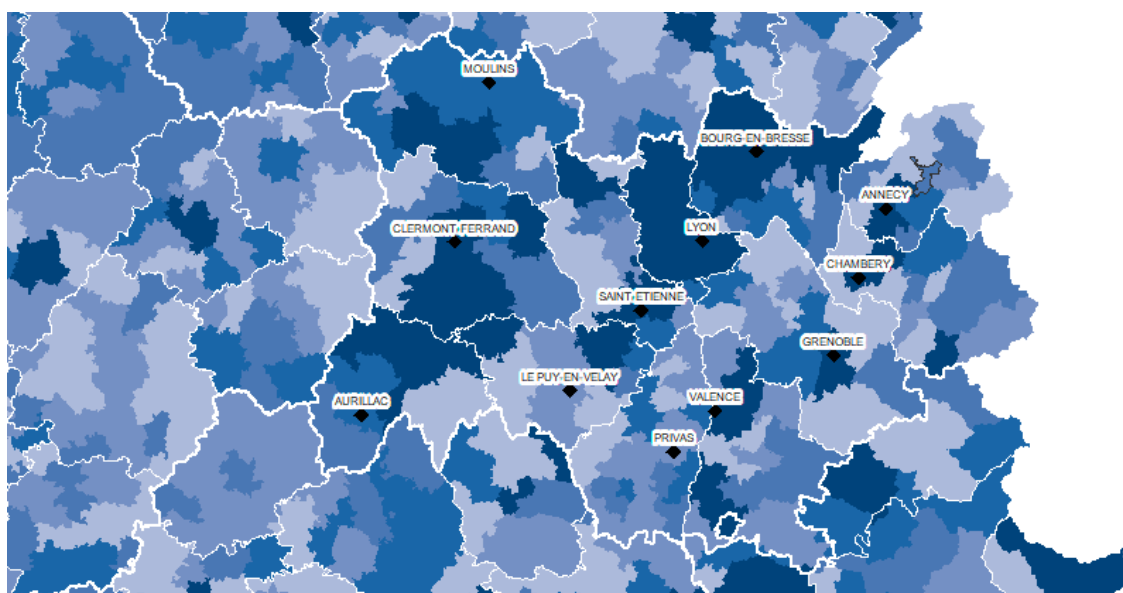 MOULINS
BOURG-EN-BRESSE
ANNECY
CLERMONT-FERRAND
LYON
CHAMBERY
SAINT-ETIENNE
GRENOBLE
LE PUY-EN-VELAY
AURILLAC
VALENCE
PRIVAS